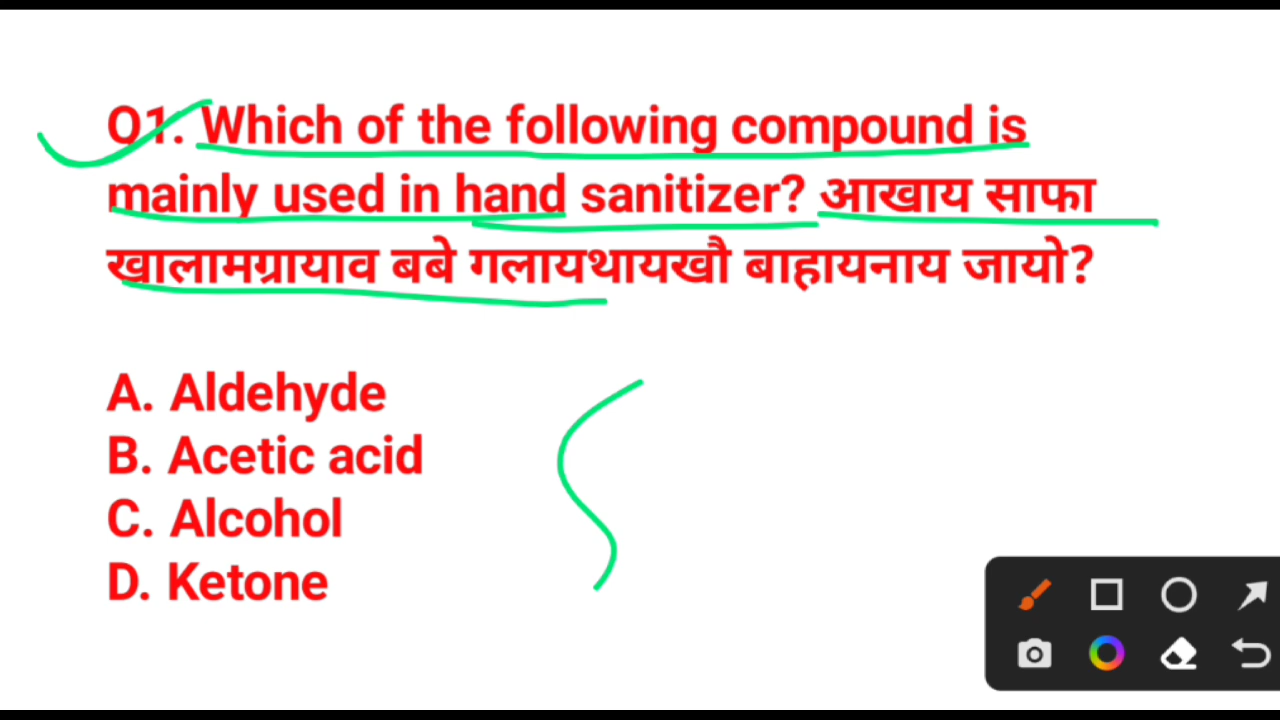 Q1. Which of the following compound is
mainly used in hand sanitizer? आखाय साफा
खालामग्रायाव बबे गलायथायखौ बाहायनाय जायो?
A. Aldehyde
B. Acetic acid
C. Alcohol
D. Ketone